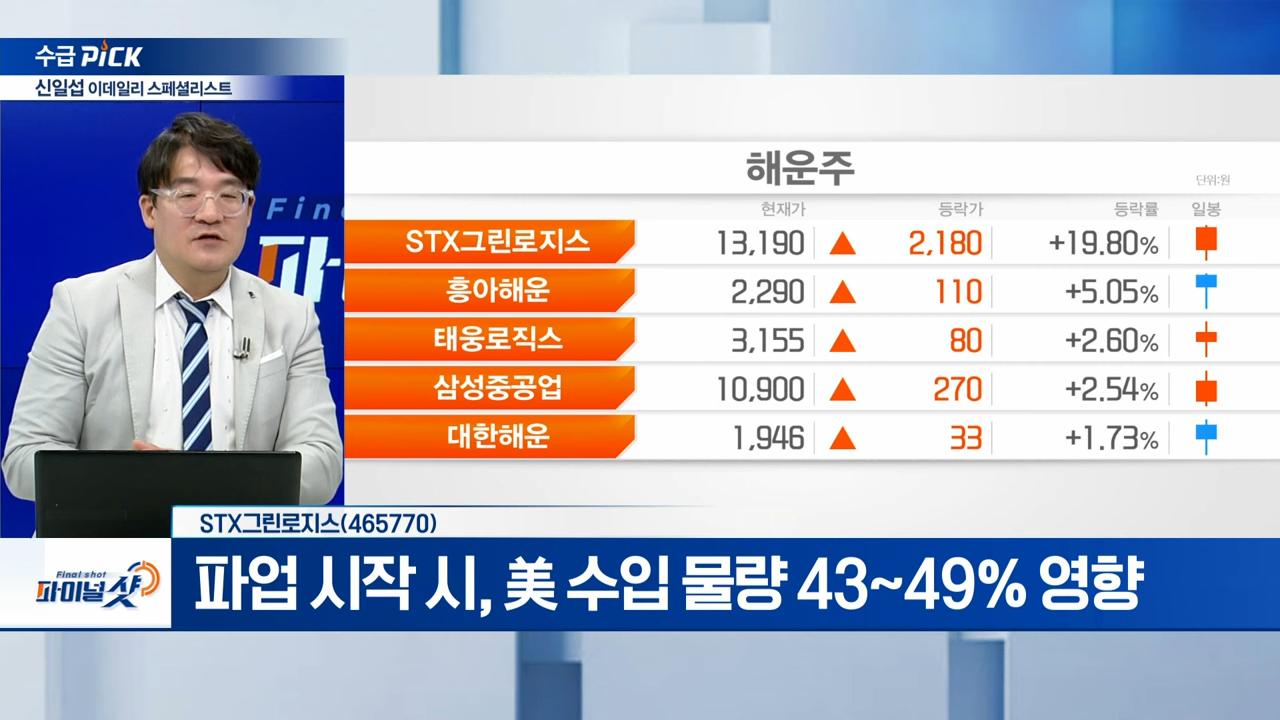 수급 PiCK
신일섭 이데일리 스페셜리스트
Fin
파
해운주
단위:원
현재가 등락가 등락률 일봉
STX그린로지스 13,190 ▲ 2,180 +19.80%
흥아해운 2,290 ▲ 110 +5.05%
태웅로직스 3,155 ▲ 80 +2.60%
삼성중공업 10,900 ▲ 270 +2.54%
대한해운 1,946 ▲ 33 +1.73%
STX그린로지스(465770)
Final shot
파이널샷
파업 시작 시, 美 수입 물량 43~49% 영향